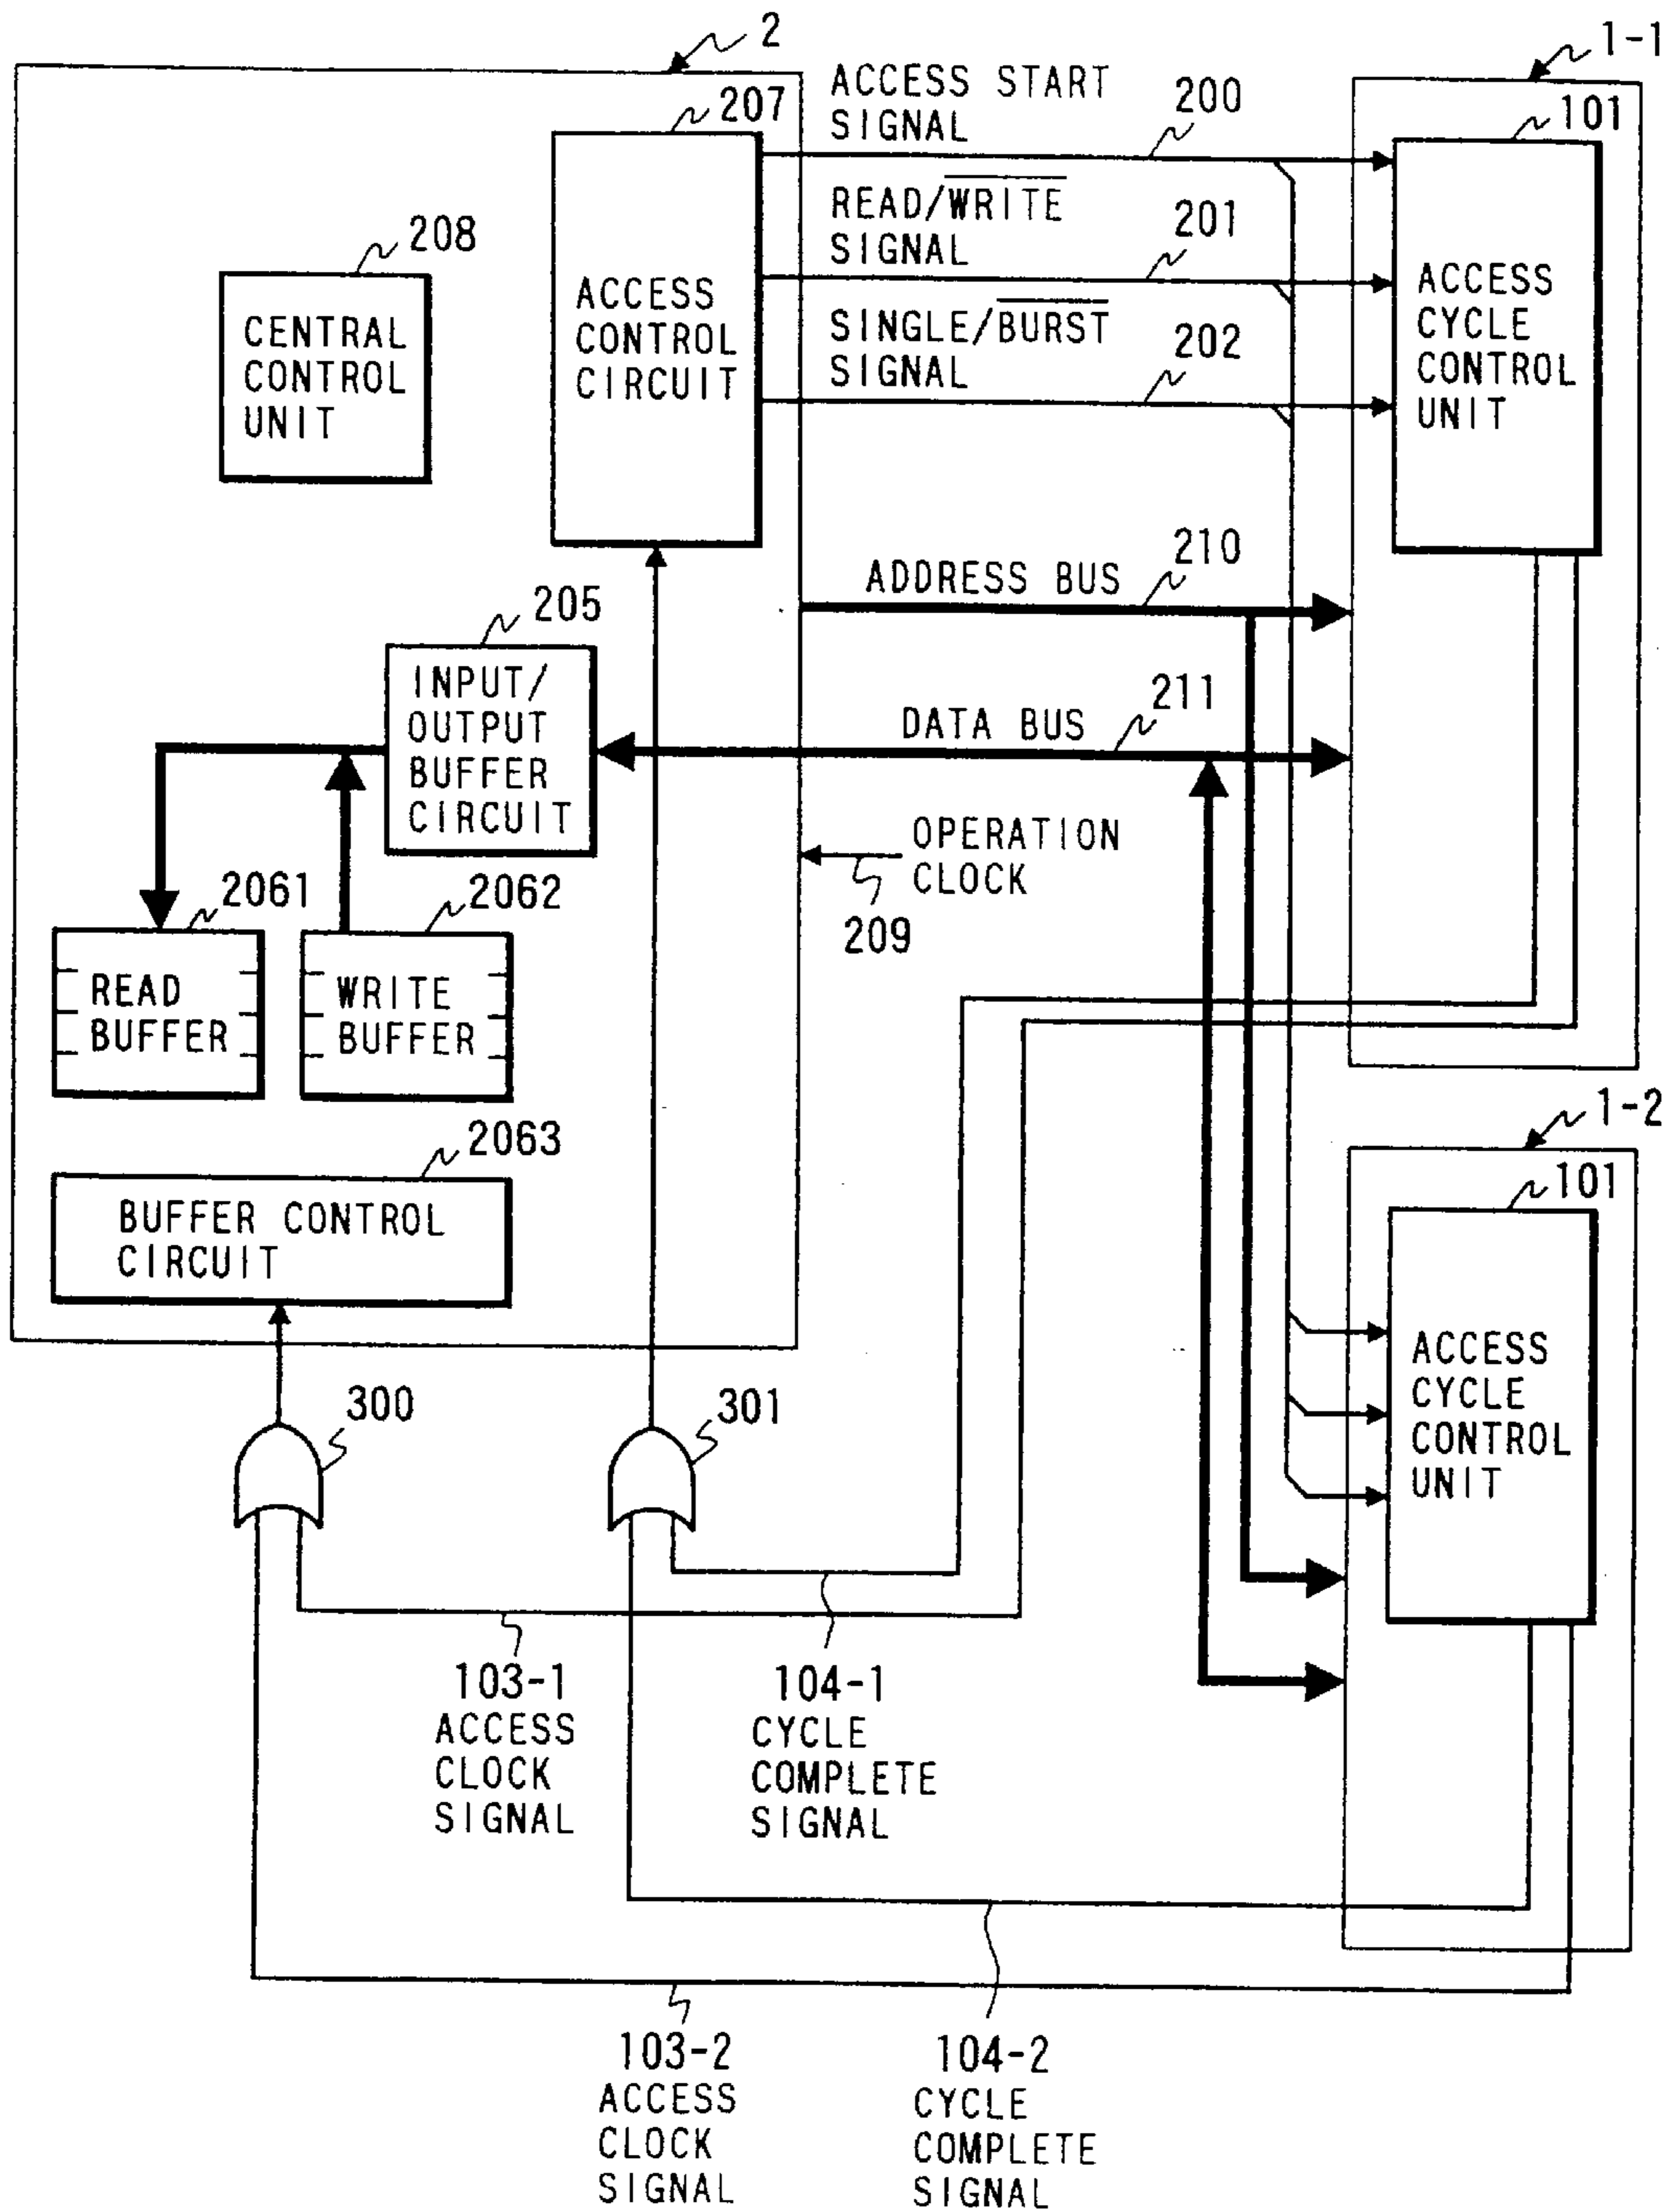 2
1-1
ACCESS START
SIGNAL
200
207
101
READ/WRITE
SIGNAL
201
208
ACCESS
CONTROL
CIRCUIT
CENTRAL
CONTROL
UNIT
SINGLE/BURST
SIGNAL
202
ACCESS
CYCLE
CONTROL
UNIT
ADDRESS BUS
210
205
INPUT/
OUTPUT
BUFFER
CIRCUIT
DATA BUS
211
OPERATION
CLOCK
209
2061
2062
READ
BUFFER
WRITE
BUFFER
1-2
2063
101
BUFFER CONTROL
CIRCUIT
ACCESS
CYCLE
CONTROL
UNIT
300
301
103-1
ACCESS
CLOCK
SIGNAL
104-1
CYCLE
COMPLETE
SIGNAL
103-2
ACCESS
CLOCK
SIGNAL
104-2
CYCLE
COMPLETE
SIGNAL